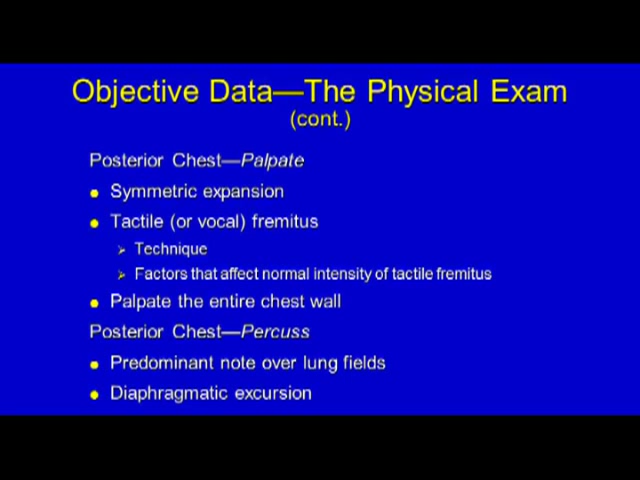 Objective Data—The Physical Exam
(cont.)
Posterior Chest—Palpate
• Symmetric expansion
• Tactile (or vocal) fremitus
➢ Technique
➢ Factors that affect normal intensity of tactile fremitus
• Palpate the entire chest wall
Posterior Chest—Percuss
• Predominant note over lung fields
• Diaphragmatic excursion